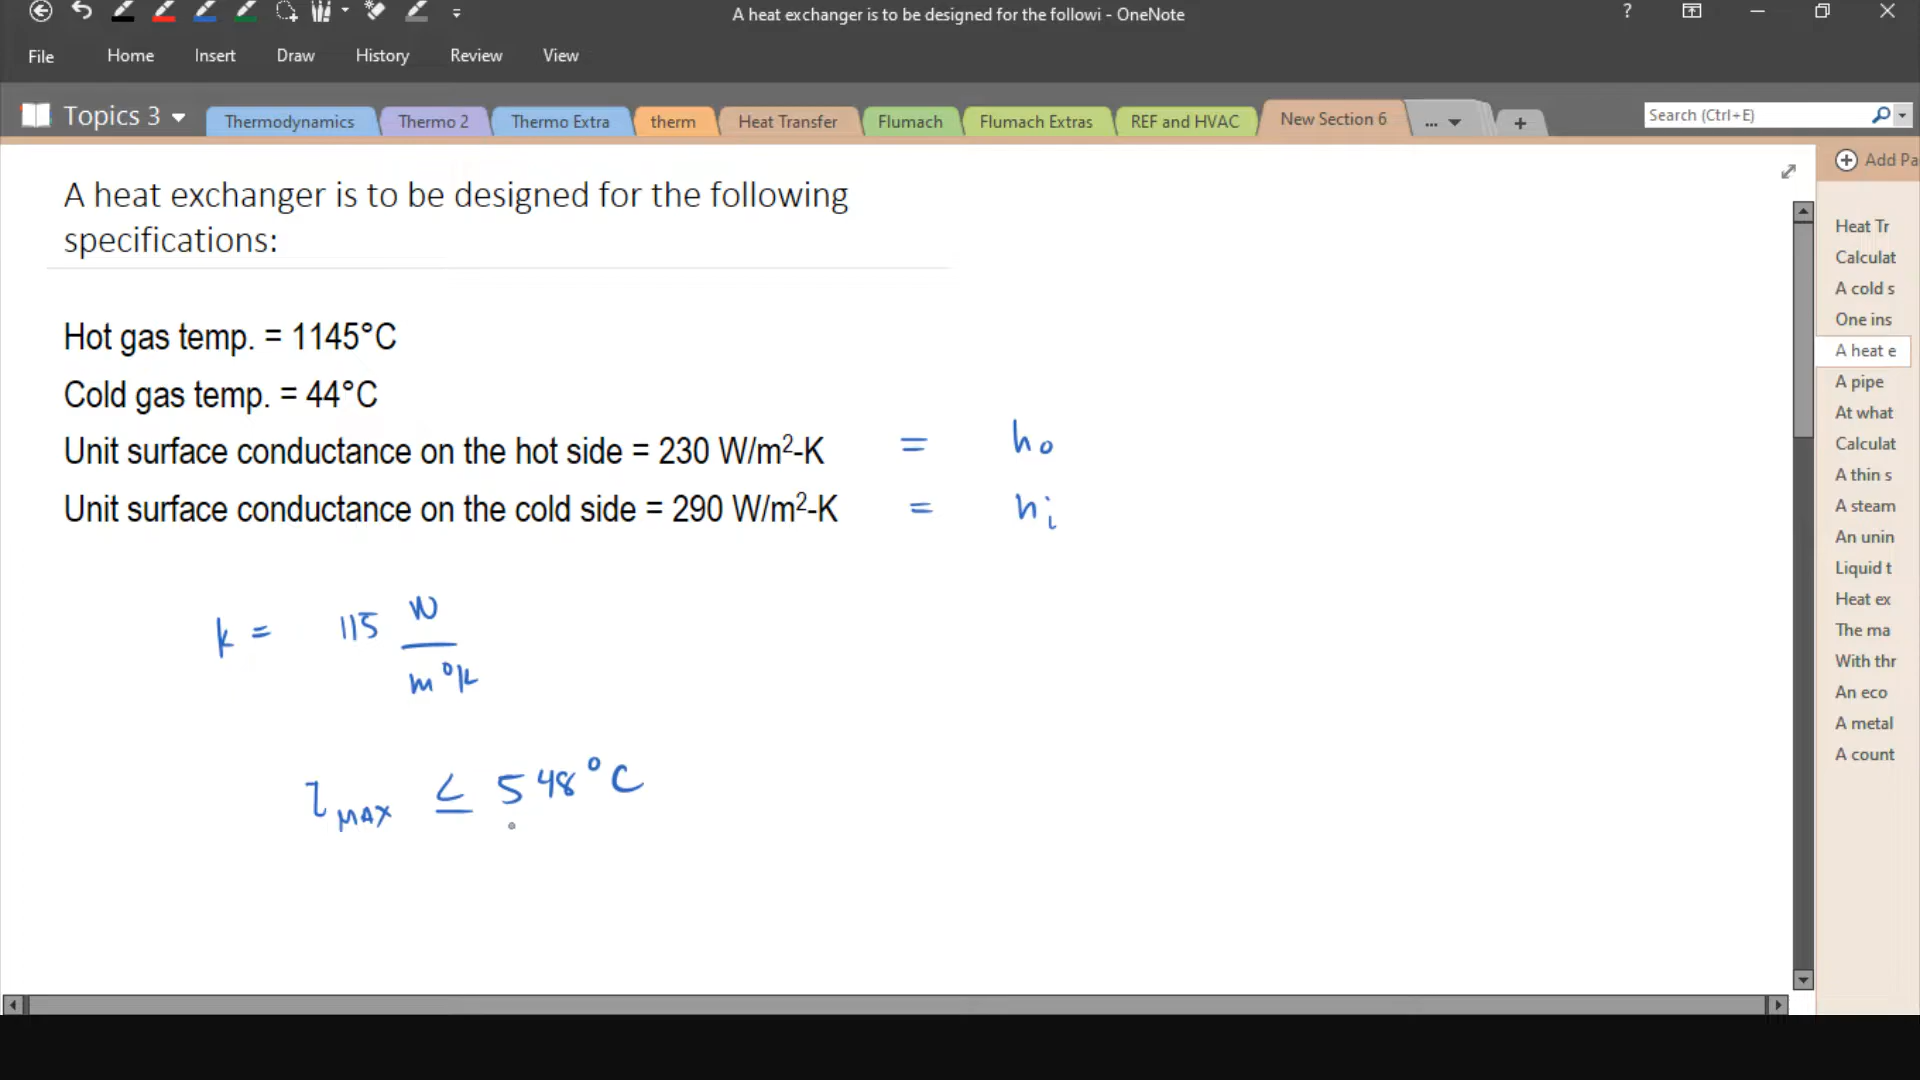 A heat exchanger is to be designed for the followi - OneNote
?
File Home Insert Draw History Review View
Topics 3
Thermodynamics Thermo 2 Thermo Extra therm Heat Transfer Flumach Flumach Extras REF and HVAC New Section 6 ... +
Search (Ctrl+E)
Add Pa
A heat exchanger is to be designed for the following
specifications:
Hot gas temp. = 1145°C
Cold gas temp. = 44°C
Unit surface conductance on the hot side = 230 W/m²-K = ho
Unit surface conductance on the cold side = 290 W/m²-K = hi
k = 115 W
m°K
TMAX ≤ 548°C
Heat Tr
Calculat
A cold s
One ins
A heat e
A pipe
At what
Calculat
A thin s
A steam
An unin
Liquid t
Heat ex
The ma
With thr
An eco
A metal
A count